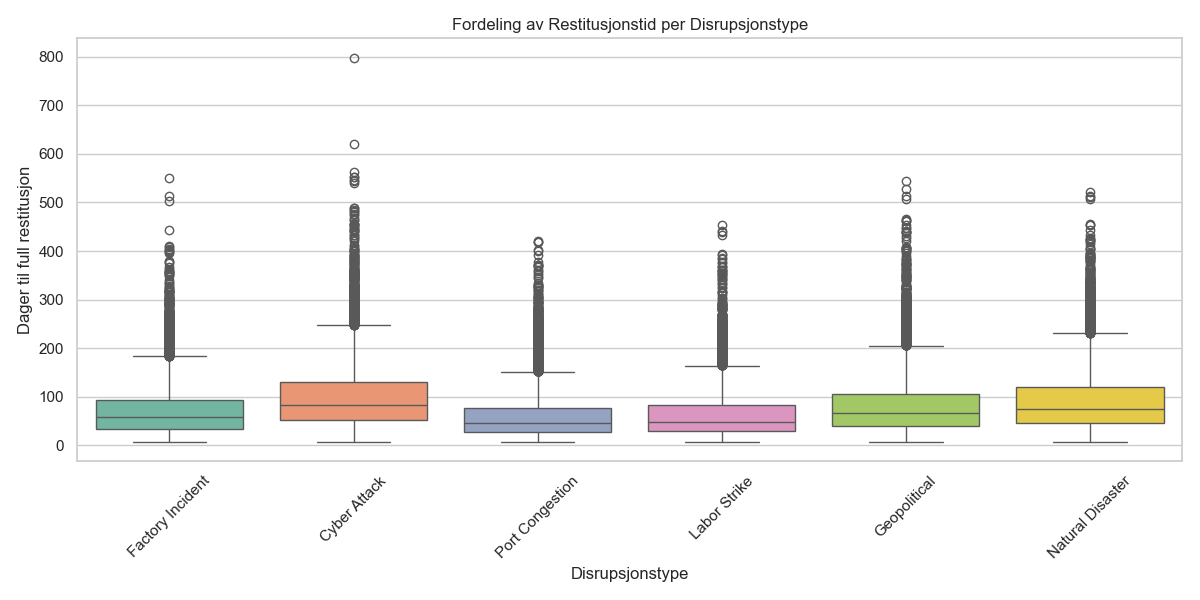 Fordeling av Restitusjonstid per Disrupsjonstype
Dager til full restitusjon
800
700
600
500
400
300
200
100
0
Factory Incident
Cyber Attack
Port Congestion
Labor Strike
Geopolitical
Natural Disaster
Disrupsjonstype